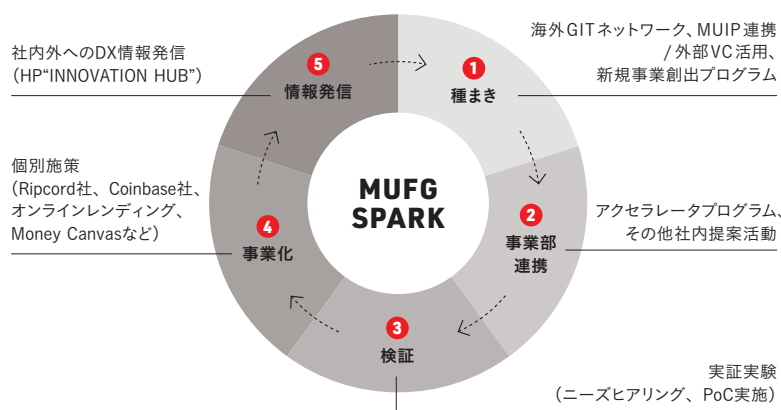 MUFG
SPARK
1
種まき
海外GITネットワーク、MUIP連携
/外部VC活用、
新規事業創出プログラム
2
事業部
連携
アクセラレータプログラム、
その他社内提案活動
3
検証
実証実験
（ニーズヒアリング、PoC実施）
4
事業化
個別施策
（Ripcord社、Coinbase社、
オンラインレンディング、
Money Canvasなど）
5
情報発信
社内外へのDX情報発信
（HP“INNOVATION HUB”）